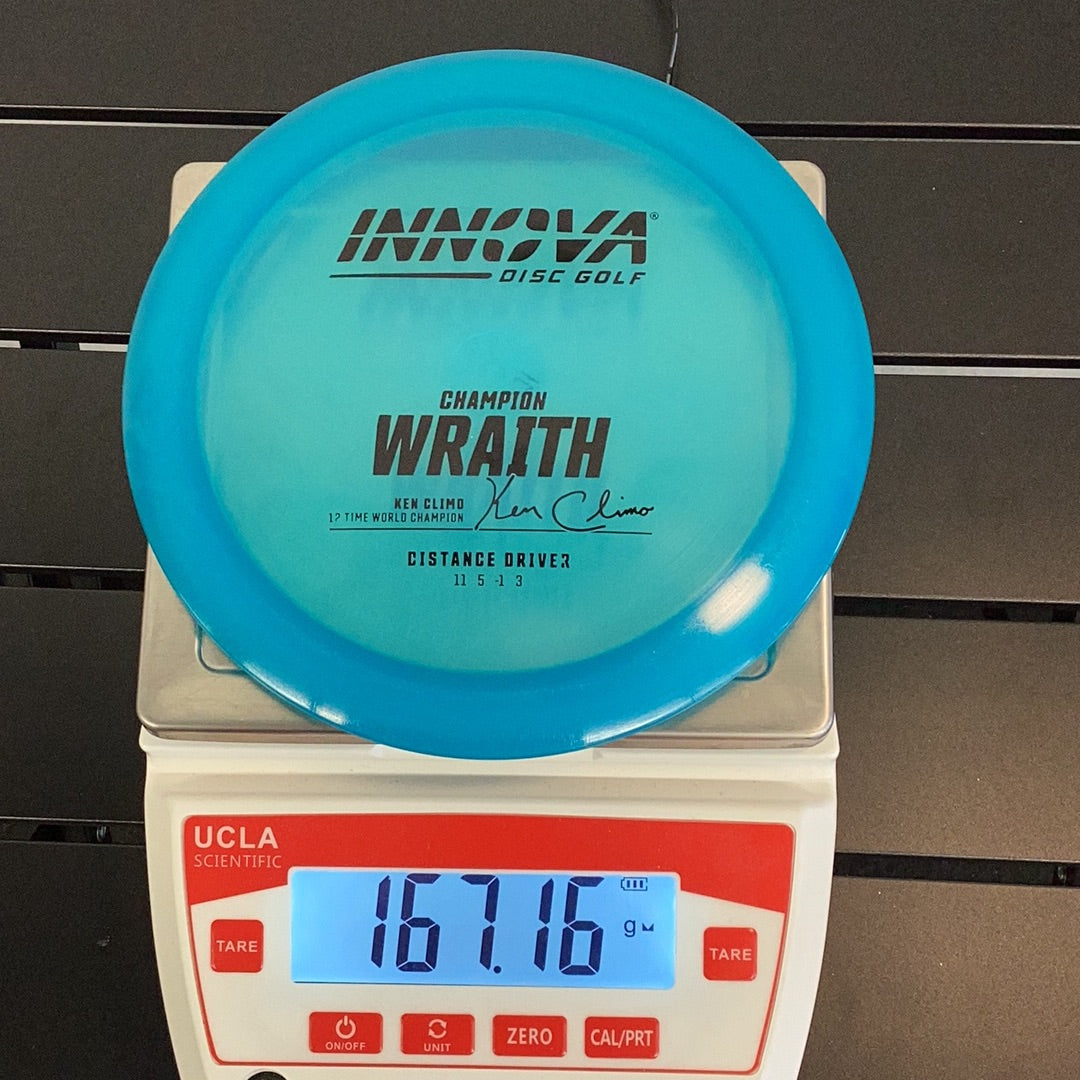 INNOVA®
DISC GOLF
CHAMPION
WRAITH
KEN CLIMO
12 TIME WORLD CHAMPION
Ken Climo
DISTANCE DRIVER
11 5 -1 3
UCLA
SCIENTIFIC
167.16
g
TARE
TARE
ON/OFF
UNIT
ZERO
CAL/PRT